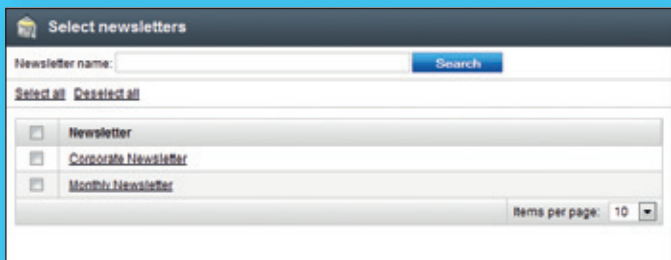 Select newsletters
Newsletter name: Search
Select all Deselect all
Newsletter
Corporate Newsletter
Monthly Newsletter
Items per page: 10